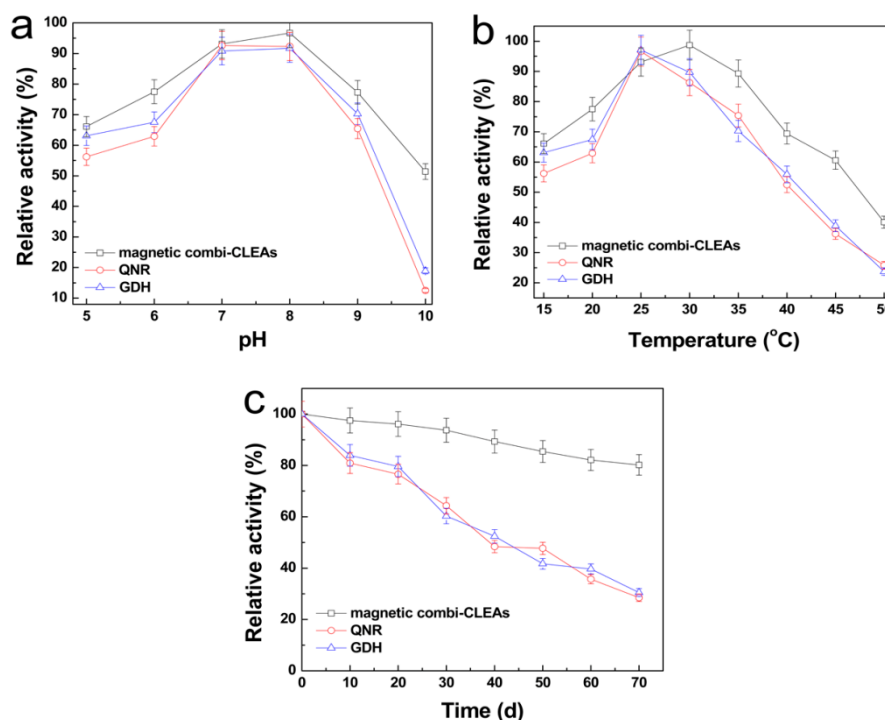 a
Relative activity (%)
100
90
80
70
60
50
40
30
20
10
magnetic combi-CLEAs
QNR
GDH
5 6 7 8 9 10
pH
b
Relative activity (%)
100
90
80
70
60
50
40
30
20
magnetic combi-CLEAs
QNR
GDH
15 20 25 30 35 40 45 50
Temperature (°C)
c
Relative activity (%)
100
80
60
40
20
0
magnetic combi-CLEAs
QNR
GDH
0 10 20 30 40 50 60 70
Time (d)